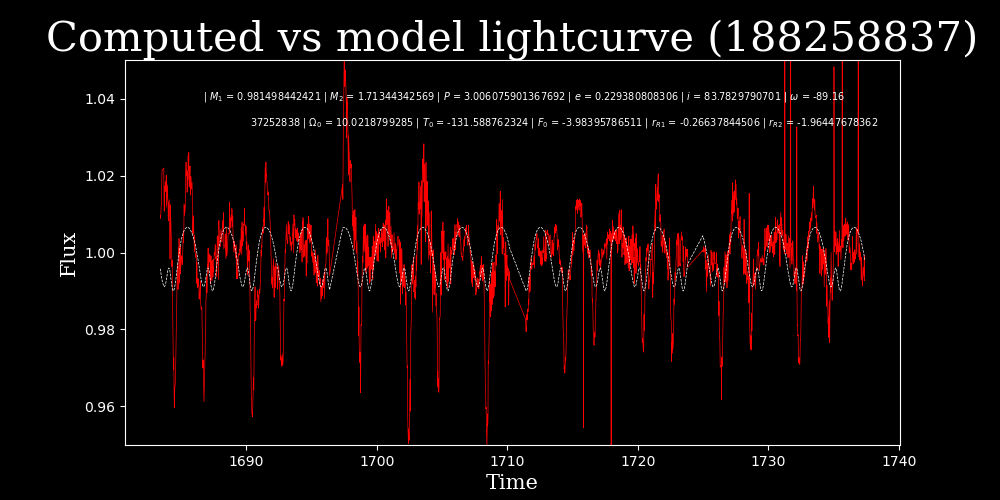 Computed vs model lightcurve (188258837)
| M₁ = 0.981498442421 | M₂ = 1.71344342569 | P = 3.006075901367692 | e = 0.229380808306 | i = 83.7829790701 | ω = -89.16
37252838 | Ω₀ = 10.0218799285 | T₀ = -131.588762324 | F₀ = -3.98395786511 | r_R1 = -0.26637844506 | r_R2 = -1.96447678362
1.04
1.02
1.00
0.98
0.96
Flux
1690 1700 1710 1720 1730 1740
Time